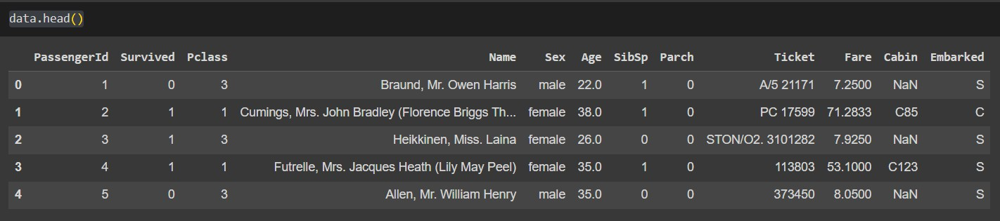 data.head()
PassengerId Survived Pclass Name Sex Age SibSp Parch Ticket Fare Cabin Embarked
0 1 0 3 Braund, Mr. Owen Harris male 22.0 1 0 A/5 21171 7.2500 NaN S
1 2 1 1 Cumings, Mrs. John Bradley (Florence Briggs Th... female 38.0 1 0 PC 17599 71.2833 C85 C
2 3 1 3 Heikkinen, Miss. Laina female 26.0 0 0 STON/O2. 3101282 7.9250 NaN S
3 4 1 1 Futrelle, Mrs. Jacques Heath (Lily May Peel) female 35.0 1 0 113803 53.1000 C123 S
4 5 0 3 Allen, Mr. William Henry male 35.0 0 0 373450 8.0500 NaN S